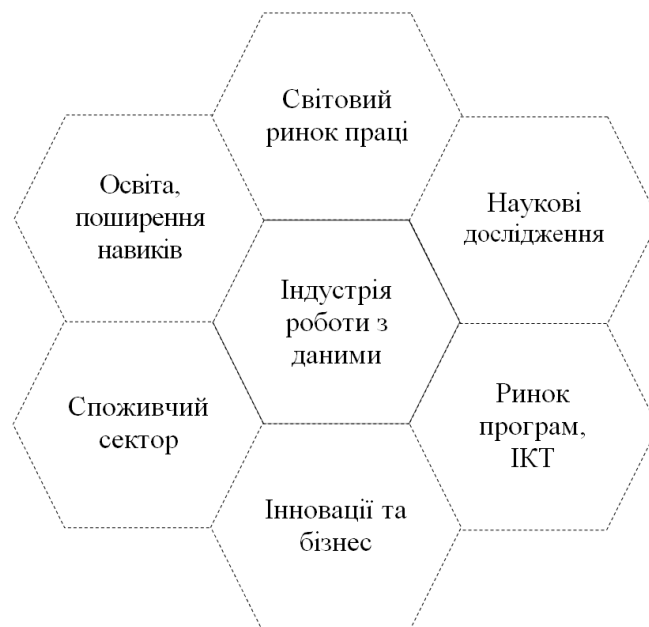 Світовий
ринок праці
Освіта,
поширення
навиків
Наукові
дослідження
Індустрія
роботи з
даними
Споживчий
сектор
Ринок
програм,
ІКТ
Інновації та
бізнес